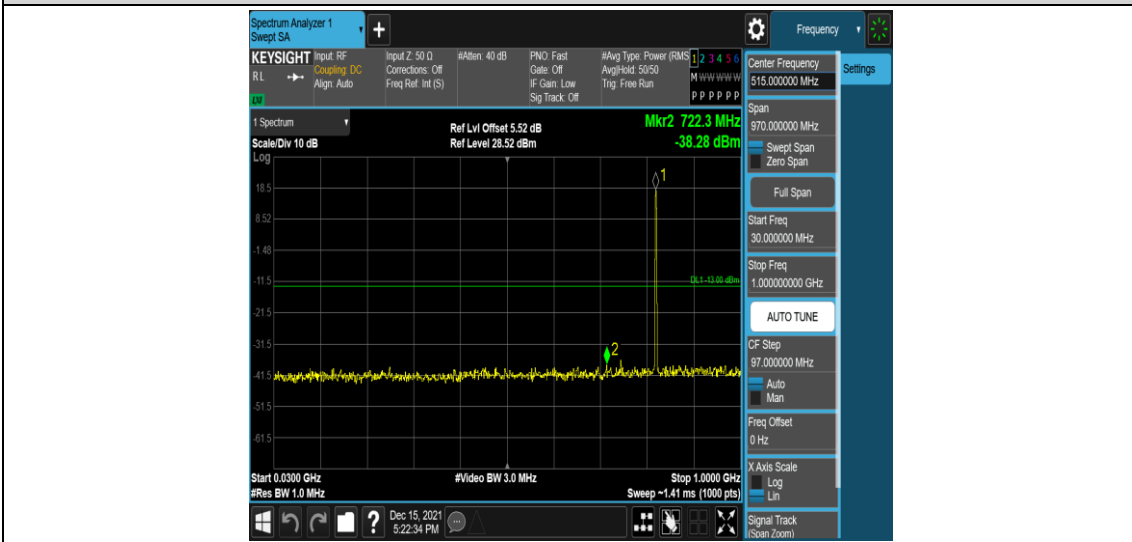 Spectrum Analyzer 1
Swept SA
Frequency
KEYSIGHT
RL
LXI
Input: RF
Coupling: DC
Align: Auto
Input Z: 50 Ω
Corrections: Off
Freq Ref: Int (S)
#Atten: 40 dB
PNO: Fast
Gate: Off
IF Gain: Low
Sig Track: Off
#Avg Type: Power (RMS
Avg|Hold: 50/50
Trig: Free Run
1 2 3 4 5 6
M W W W W W
P P P P P P
Center Frequency
515.000000 MHz
Settings
1 Spectrum
Scale/Div 10 dB
Log
Ref Lvl Offset 5.52 dB
Ref Level 28.52 dBm
Mkr2 722.3 MHz
-38.28 dBm
18.5
8.52
-1.48
-11.5
-21.5
-31.5
-41.5
-51.5
-61.5
1
2
DL1 -13.00 dBm
Start 0.0300 GHz
#Res BW 1.0 MHz
#Video BW 3.0 MHz
Stop 1.0000 GHz
Sweep ~1.41 ms (1000 pts)
Span
970.000000 MHz
Swept Span
Zero Span
Full Span
Start Freq
30.000000 MHz
Stop Freq
1.000000000 GHz
AUTO TUNE
CF Step
97.000000 MHz
Auto
Man
Freq Offset
0 Hz
X Axis Scale
Log
Lin
Signal Track
(Span Zoom)
?
Dec 15, 2021
5:22:34 PM